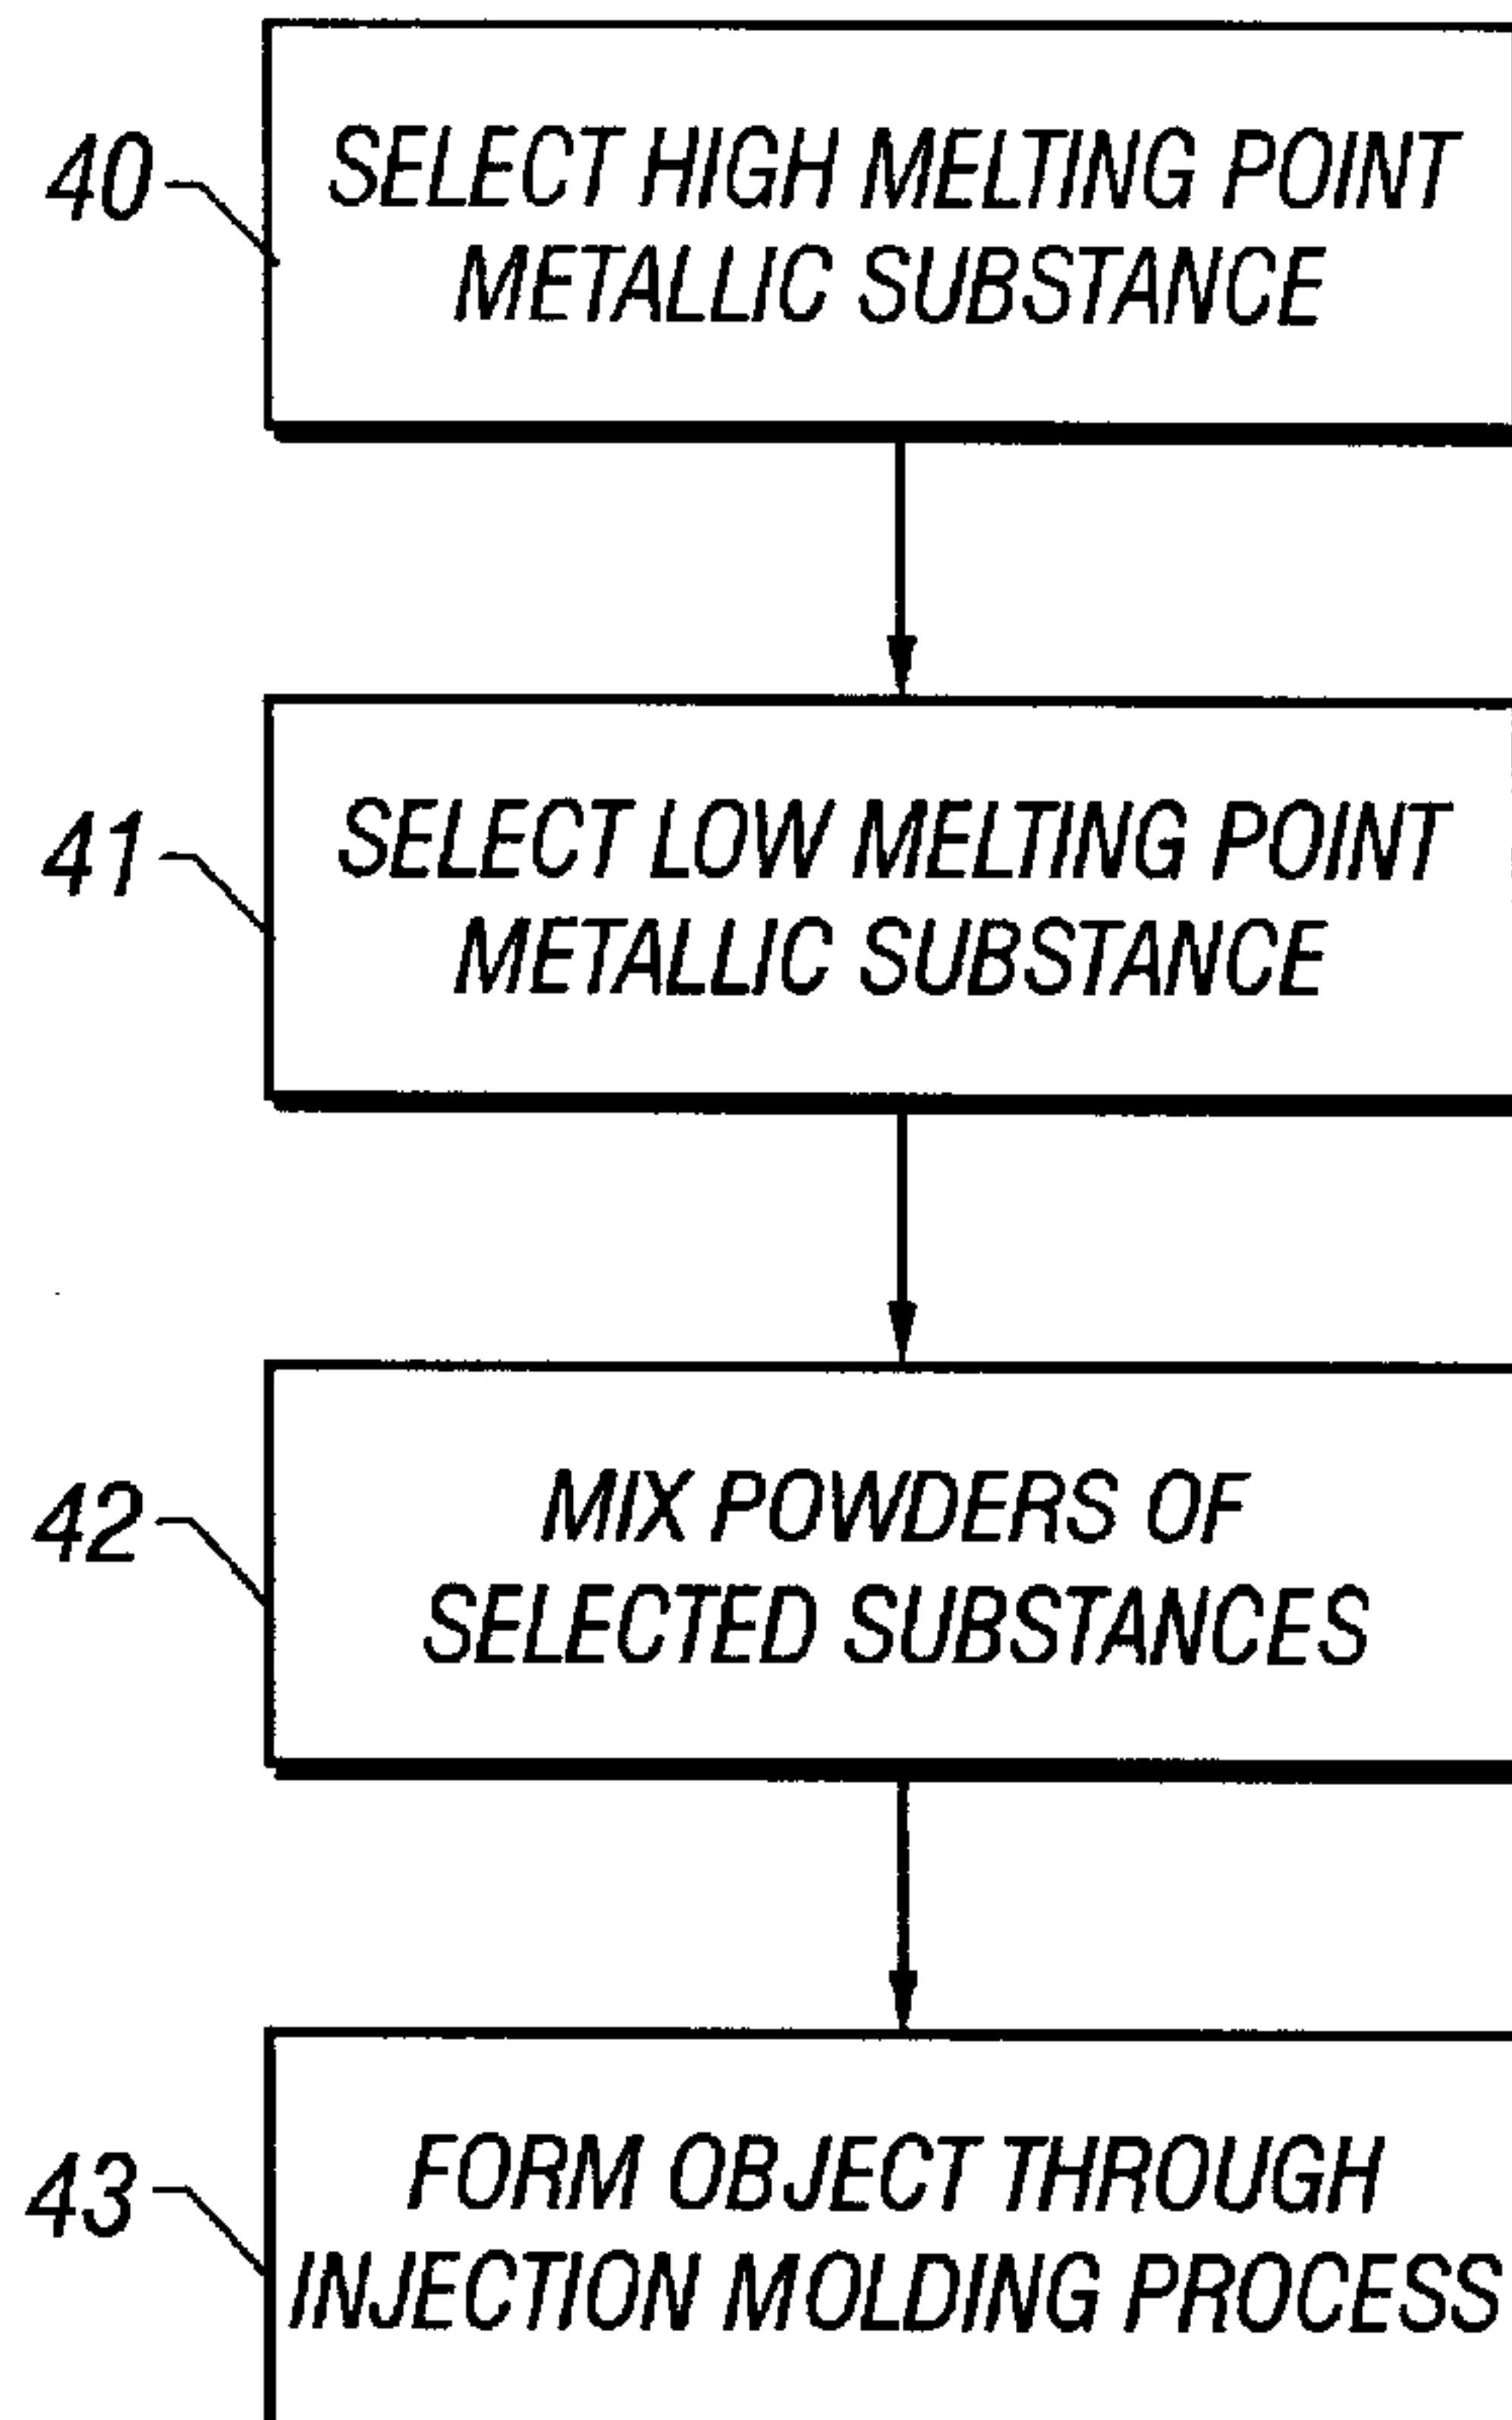 40
SELECT HIGH MELTING POINT
METALLIC SUBSTANCE
41
SELECT LOW MELTING POINT
METALLIC SUBSTANCE
42
MIX POWDERS OF
SELECTED SUBSTANCES
43
FORM OBJECT THROUGH
INJECTION MOLDING PROCESS